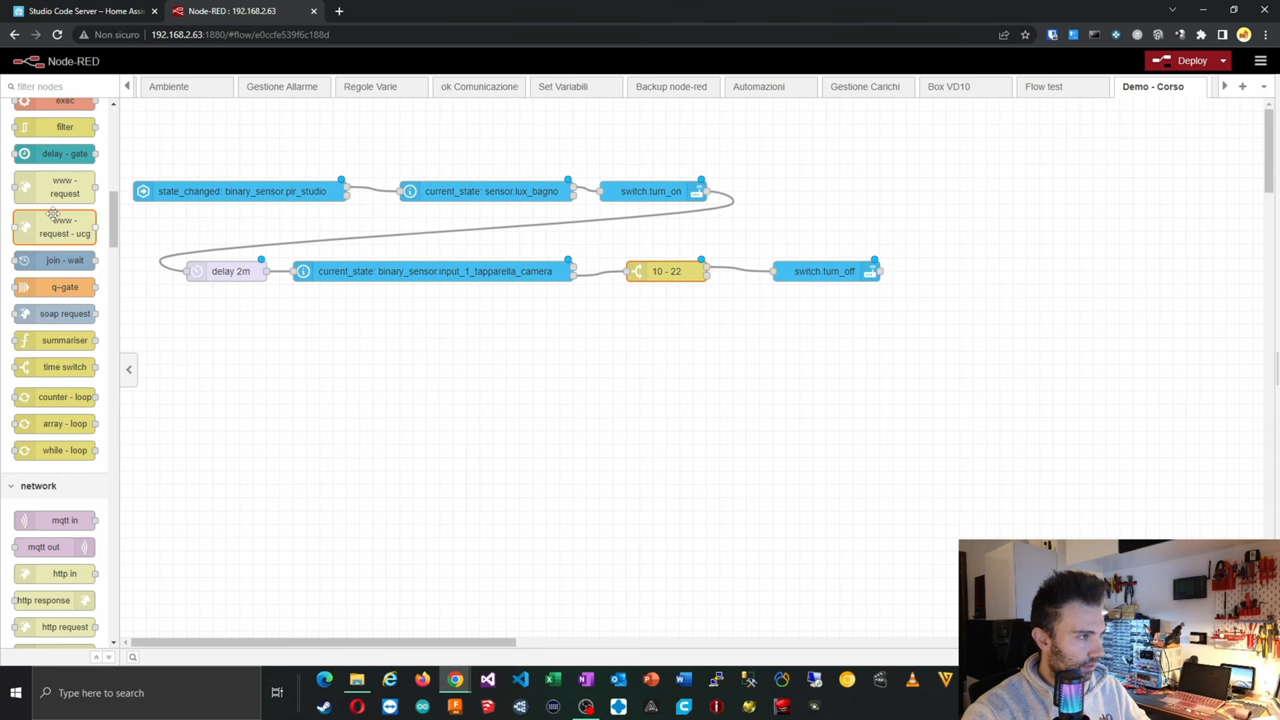 Studio Code Server – Home Assi
Node-RED : 192.168.2.63
Non sicuro
192.168.2.63:1880/#flow/e0ccfe539f6c188d
Node-RED
Deploy
filter nodes
Ambiente
Gestione Allarme
Regole Varie
ok Comunicazione
Set Variabili
Backup node-red
Automazioni
Gestione Carichi
Box VD10
Flow test
Demo - Corso
exec
filter
delay - gate
www -
request
www -
request - ucg
join - wait
q-gate
soap request
summariser
time switch
counter - loop
array - loop
while - loop
network
mqtt in
mqtt out
http in
http response
http request
state_changed: binary_sensor.pir_studio
current_state: sensor.lux_bagno
switch.turn_on
delay 2m
current_state: binary_sensor.input_1_tapparella_camera
10 - 22
switch.turn_off
Type here to search